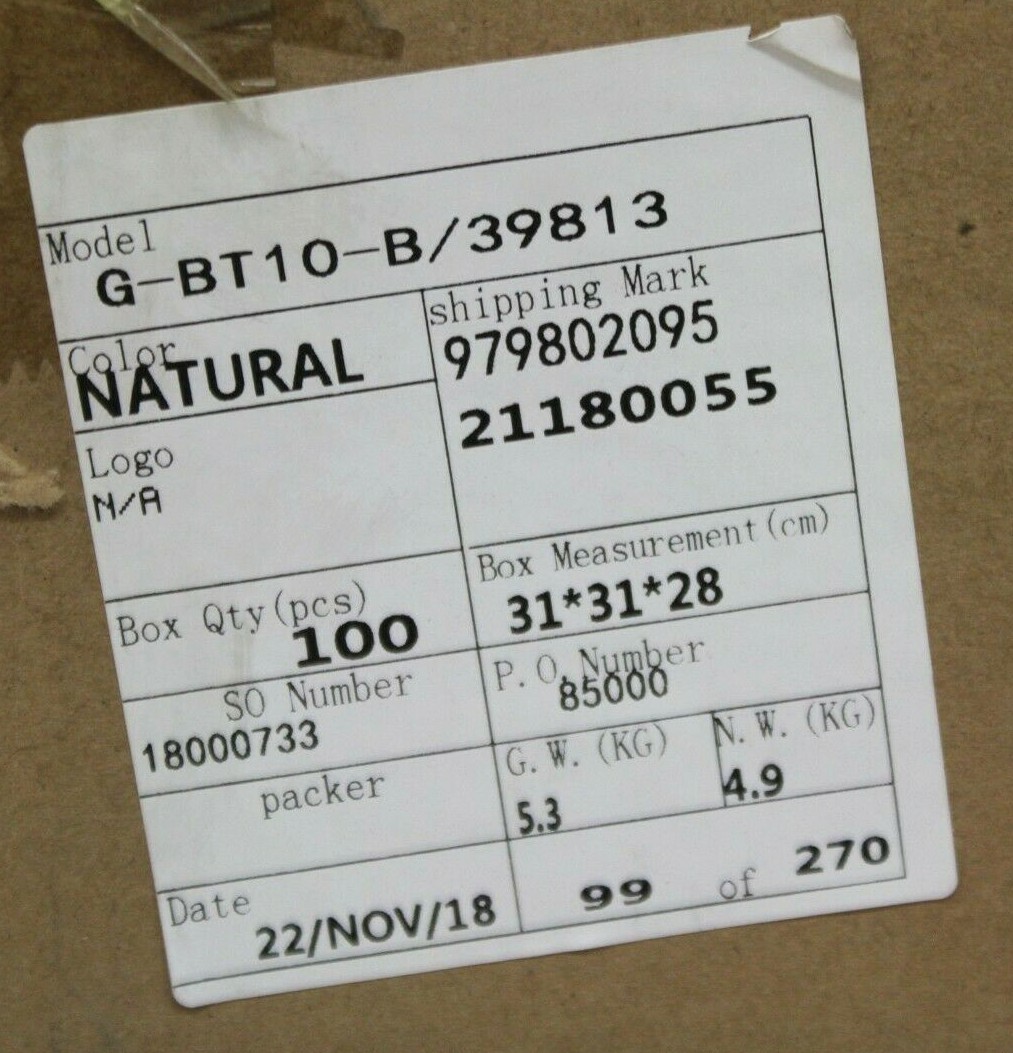 Model
G-BT10-B/39813
Color
NATURAL
shipping Mark
979802095
21180055
Logo
N/A
Box Qty(pcs)
100
Box Measurement(cm)
31*31*28
SO Number
18000733
P.O.Number
85000
packer
G.W.(KG)
5.3
N.W.(KG)
4.9
Date
22/NOV/18
99 of 270